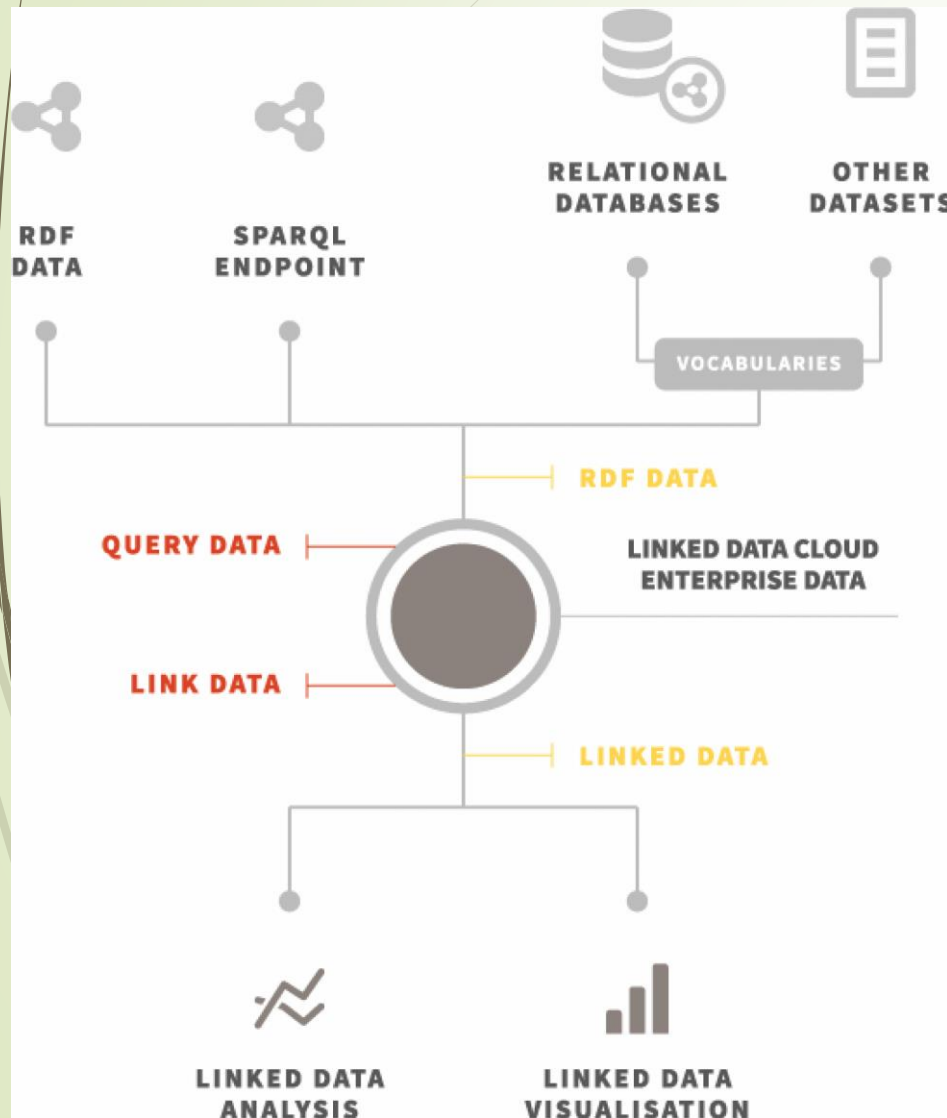 RELATIONAL
DATABASES
OTHER
DATASETS
RDF
DATA
SPARQL
ENDPOINT
VOCABULARIES
RDF DATA
QUERY DATA
LINKED DATA CLOUD
ENTERPRISE DATA
LINK DATA
LINKED DATA
LINKED DATA
ANALYSIS
LINKED DATA
VISUALISATION